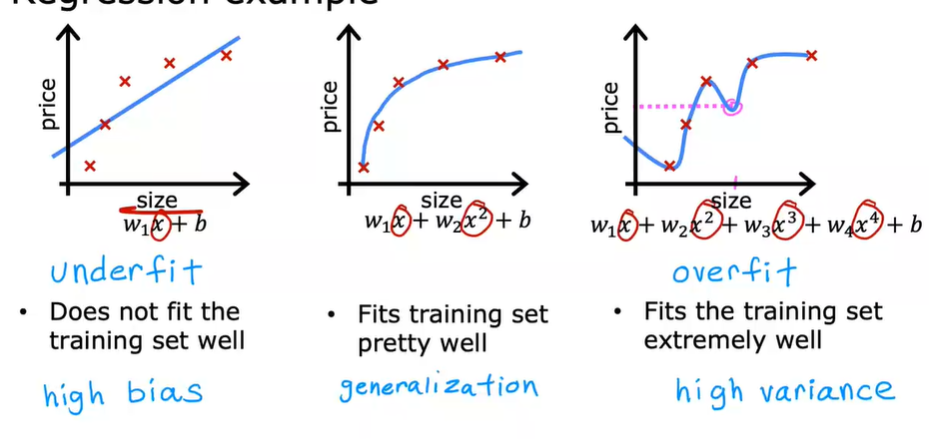 Regression example
price
size
w₁x + b
underfit
• Does not fit the
training set well
high bias
price
size
w₁x + w₂x² + b
• Fits training set
pretty well
generalization
price
size
w₁x + w₂x² + w₃x³ + w₄x⁴ + b
overfit
• Fits the training set
extremely well
high variance